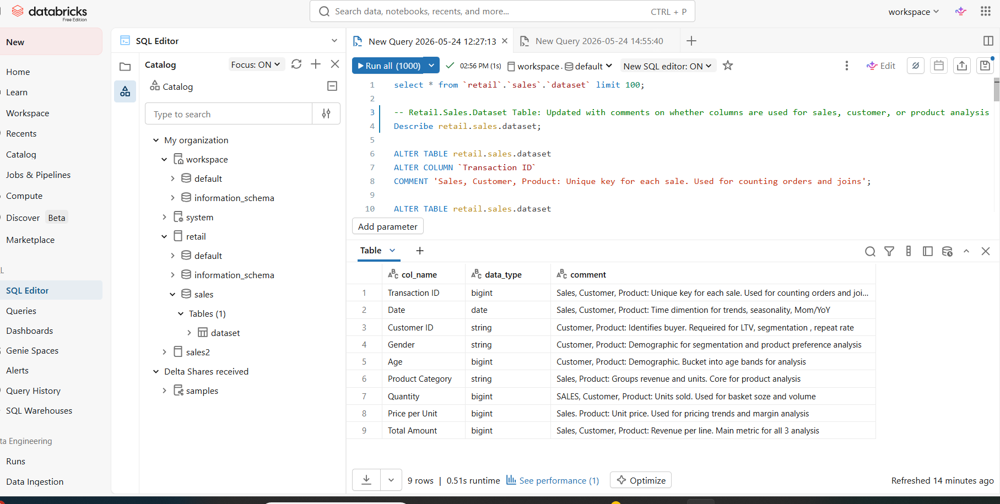 databricks
Free Edition
Search data, notebooks, recents, and more...
CTRL + P
workspace
New
Home
Learn
Workspace
Recents
Catalog
Jobs & Pipelines
Compute
Discover Beta
Marketplace
L
SQL Editor
Queries
Dashboards
Genie Spaces
Alerts
Query History
SQL Warehouses
ta Engineering
Runs
Data Ingestion
SQL Editor
Catalog
Focus: ON
Catalog
Type to search
My organization
workspace
default
information_schema
system
retail
default
information_schema
sales
Tables (1)
dataset
sales2
Delta Shares received
samples
New Query 2026-05-24 12:27:13
New Query 2026-05-24 14:55:40
Run all (1000)
02:56 PM (1s)
workspace.
default
New SQL editor: ON
Edit
1 select * from `retail`.`sales`.`dataset` limit 100;
2
3 -- Retail.Sales.Dataset Table: Updated with comments on whether columns are used for sales, customer, or product analysis
4 Describe retail.sales.dataset;
5
6 ALTER TABLE retail.sales.dataset
7 ALTER COLUMN `Transaction ID`
8 COMMENT 'Sales, Customer, Product: Unique key for each sale. Used for counting orders and joins';
9
10 ALTER TABLE retail.sales.dataset
Add parameter
Table
col_name data_type comment
1 Transaction ID bigint Sales, Customer, Product: Unique key for each sale. Used for counting orders and joi...
2 Date date Sales, Customer, Product: Time dimention for trends, seasonality, Mom/YoY
3 Customer ID string Customer, Product: Identifies buyer. Requeired for LTV, segmentation , repeat rate
4 Gender string Customer, Product: Demographic for segmentation and product preference analysis
5 Age bigint Customer, Product: Demographic. Bucket into age bands for analysis
6 Product Category string Sales, Product: Groups revenue and units. Core for product analysis
7 Quantity bigint SALES, Customer, Product: Units sold. Used for basket soze and volume
8 Price per Unit bigint Sales. Product: Unit price. Used for pricing trends and margin analysis
9 Total Amount bigint Sales, Customer, Product: Revenue per line. Main metric for all 3 analysis
9 rows | 0.51s runtime
See performance (1)
Optimize
Refreshed 14 minutes ago